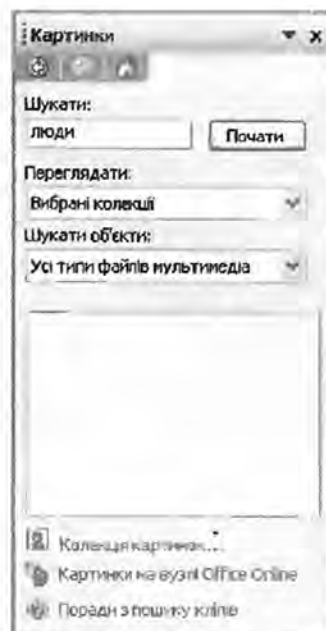 Картинки
Шукати:
люди
Почати
Переглядати:
Вибрані колекції
Шукати об'єкти:
Усі типи файлів мультимедіа
Колекція картинок...
Картинки на вузлі Office Online
Поради з пошуку кліпів